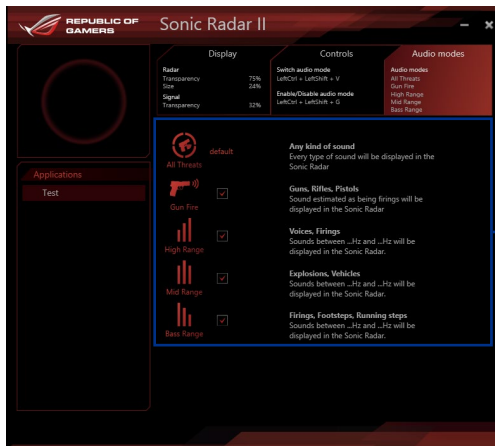 REPUBLIC OF
GAMERS
Sonic Radar II
Display
Radar
Transparency 75%
Size 24%
Signal
Transparency 32%
Controls
Switch audio mode
LeftCtrl + LeftShift + V
Enable/Disable audio mode
LeftCtrl + LeftShift + G
Audio modes
Audio modes
All Threats
Gun Fire
High Range
Mid Range
Bass Range
Applications
Test
All Threats
default
Any kind of sound
Every type of sound will be displayed in the
Sonic Radar
Gun Fire
Guns, Rifles, Pistols
Sound estimated as being firings will be
displayed in the Sonic Radar
High Range
Voices, Firings
Sounds between ...Hz and ...Hz will be
displayed in the Sonic Radar.
Mid Range
Explosions, Vehicles
Sounds between ...Hz and ...Hz will be
displayed in the Sonic Radar.
Bass Range
Firings, Footsteps, Running steps
Sounds between ...Hz and ...Hz will be
displayed in the Sonic Radar.